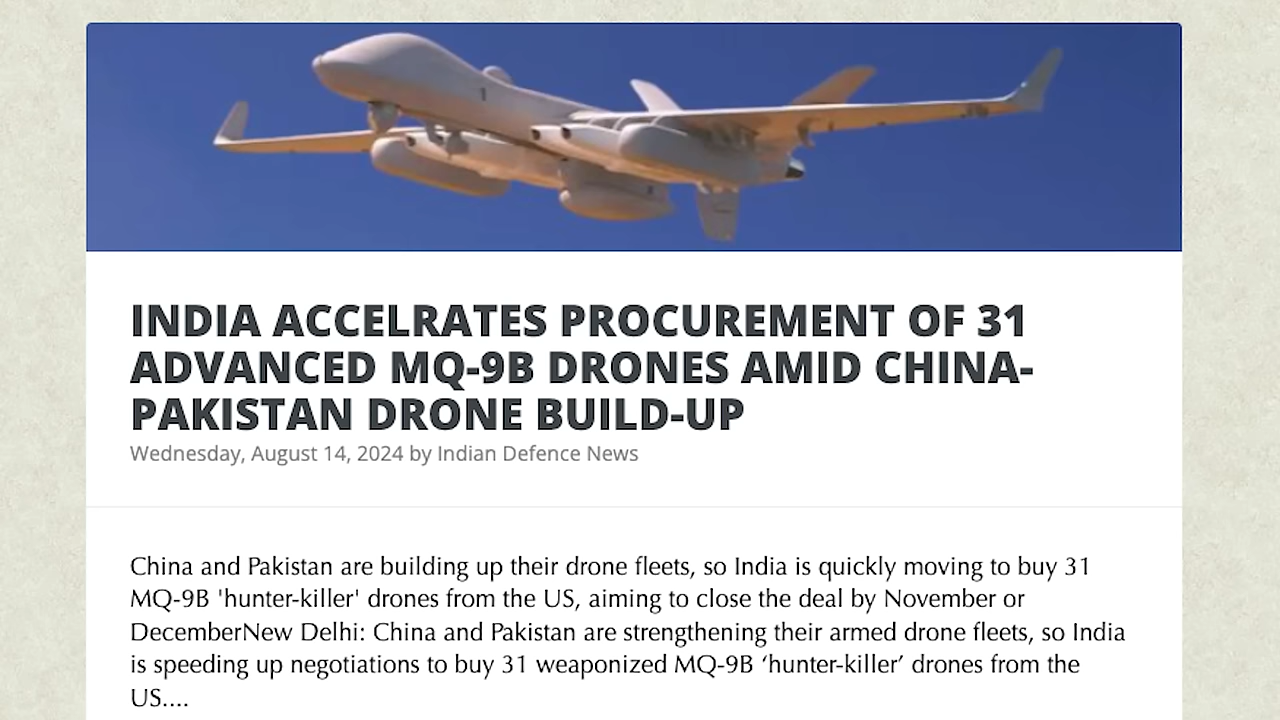 INDIA ACCELRATES PROCUREMENT OF 31
ADVANCED MQ-9B DRONES AMID CHINA-
PAKISTAN DRONE BUILD-UP
Wednesday, August 14, 2024 by Indian Defence News
China and Pakistan are building up their drone fleets, so India is quickly moving to buy 31
MQ-9B 'hunter-killer' drones from the US, aiming to close the deal by November or
DecemberNew Delhi: China and Pakistan are strengthening their armed drone fleets, so India
is speeding up negotiations to buy 31 weaponized MQ-9B ‘hunter-killer’ drones from the
US....